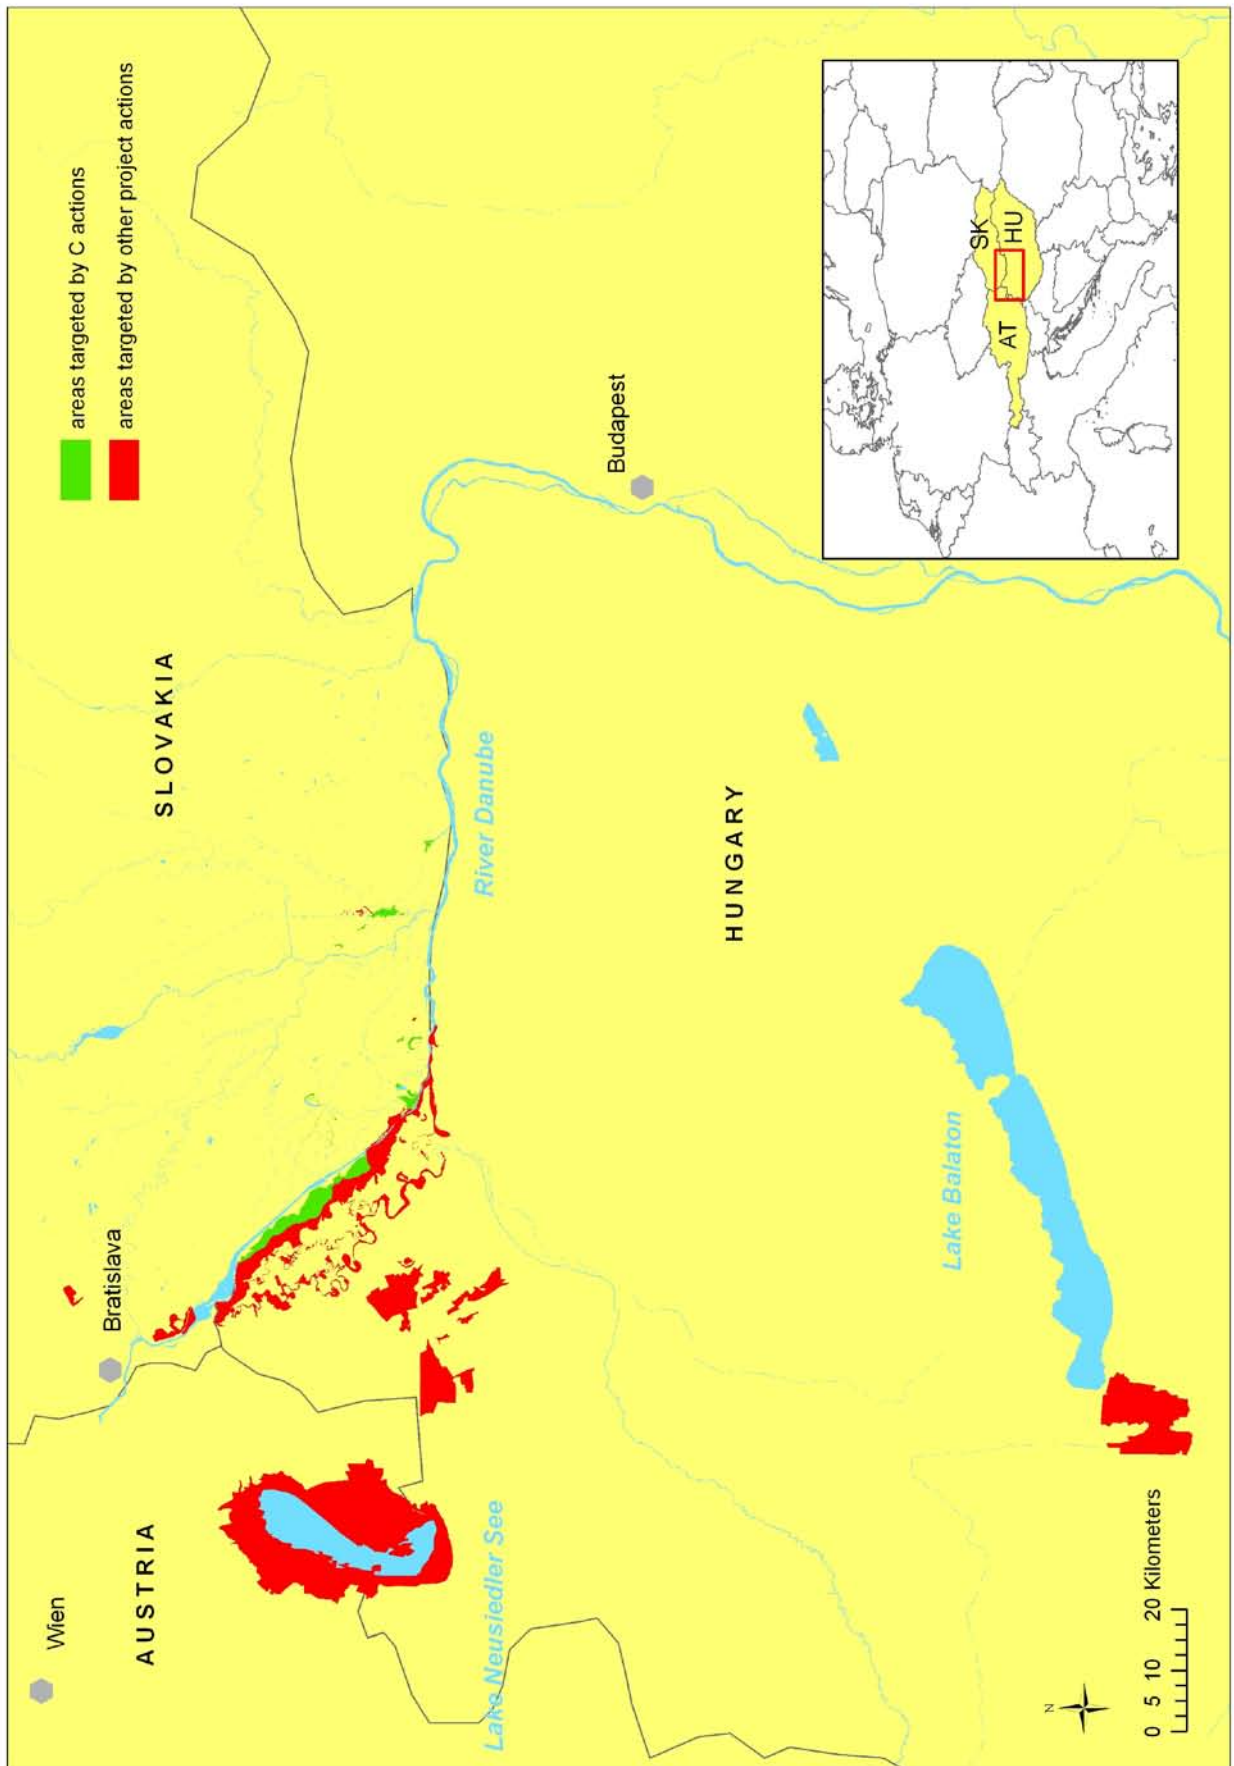 areas targeted by C actions
areas targeted by other project actions
Wien
Bratislava
AUSTRIA
SLOVAKIA
River Danube
Budapest
Lake Neusiedler See
HUNGARY
Lake Balaton
N
0 5 10 20 Kilometers
SK
HU
AT